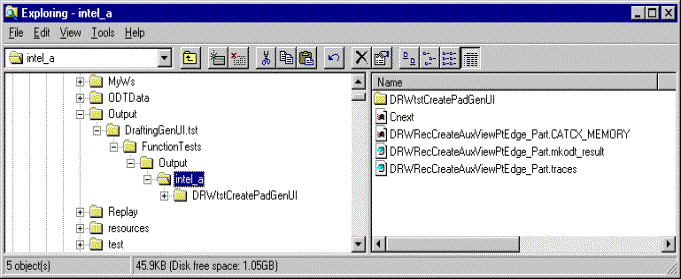 Exploring - intel_a
File Edit View Tools Help
intel_a
MyWs
ODTData
Output
DraftingGenUI.tst
FunctionTests
Output
intel_a
DRWtstCreatePadGenUI
Replay
resources
test
Name
DRWtstCreatePadGenUI
Cnext
DRWRecCreateAuxViewPtEdge_Part.CATCX_MEMORY
DRWRecCreateAuxViewPtEdge_Part.mkodt_result
DRWRecCreateAuxViewPtEdge_Part.traces
5 object(s)
45.9KB (Disk free space: 1.05GB)